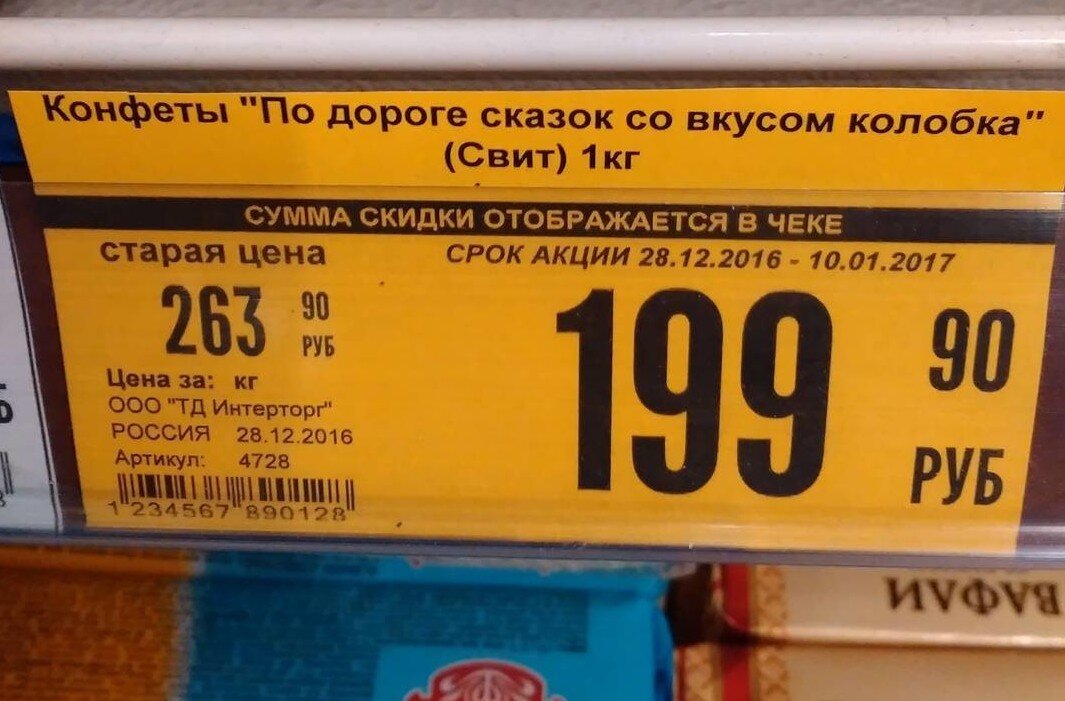 Конфеты "По дороге сказок со вкусом колобка"
(Свит) 1кг
СУММА СКИДКИ ОТОБРАЖАЕТСЯ В ЧЕКЕ
старая цена
СРОК АКЦИИ 28.12.2016 - 10.01.2017
263 90
РУБ
199 90
РУБ
Цена за: кг
ООО "ТД Интерторг"
РОССИЯ 28.12.2016
Артикул: 4728
1 234567 890128
ВАФЛИ